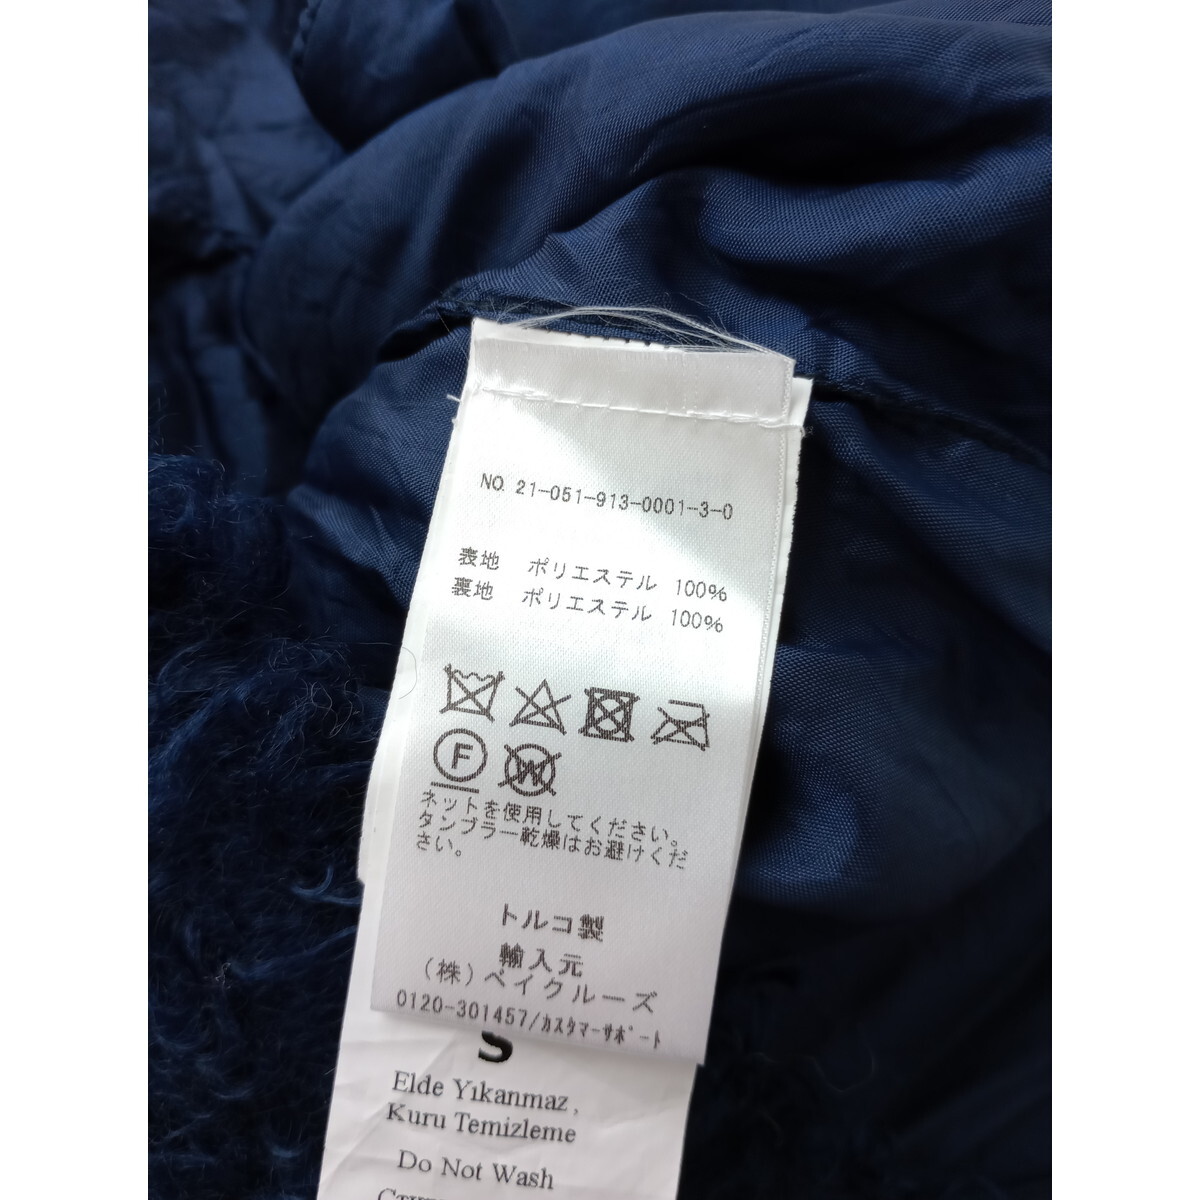 NO. 21-051-913-0001-3-0
表地 ポリエステル 100%
裏地 ポリエステル 100%
F W
ネットを使用してください。
タンブラー乾燥はお避けくだ
さい。
トルコ製
輸入元
(株)ベイクルーズ
0120-301457/ｶｽﾀﾏｰｻﾎﾟｰﾄ
S
Elde Yıkanmaz,
Kuru Temizleme
Do Not Wash